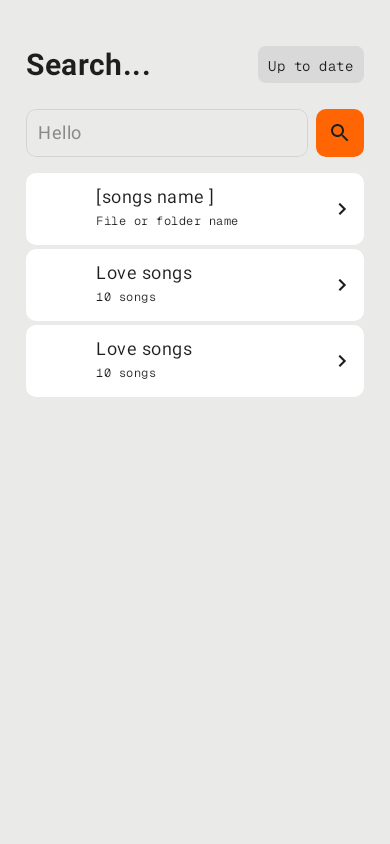 Search...
Up to date
Hello
[songs name ]
File or folder name
Love songs
10 songs
Love songs
10 songs